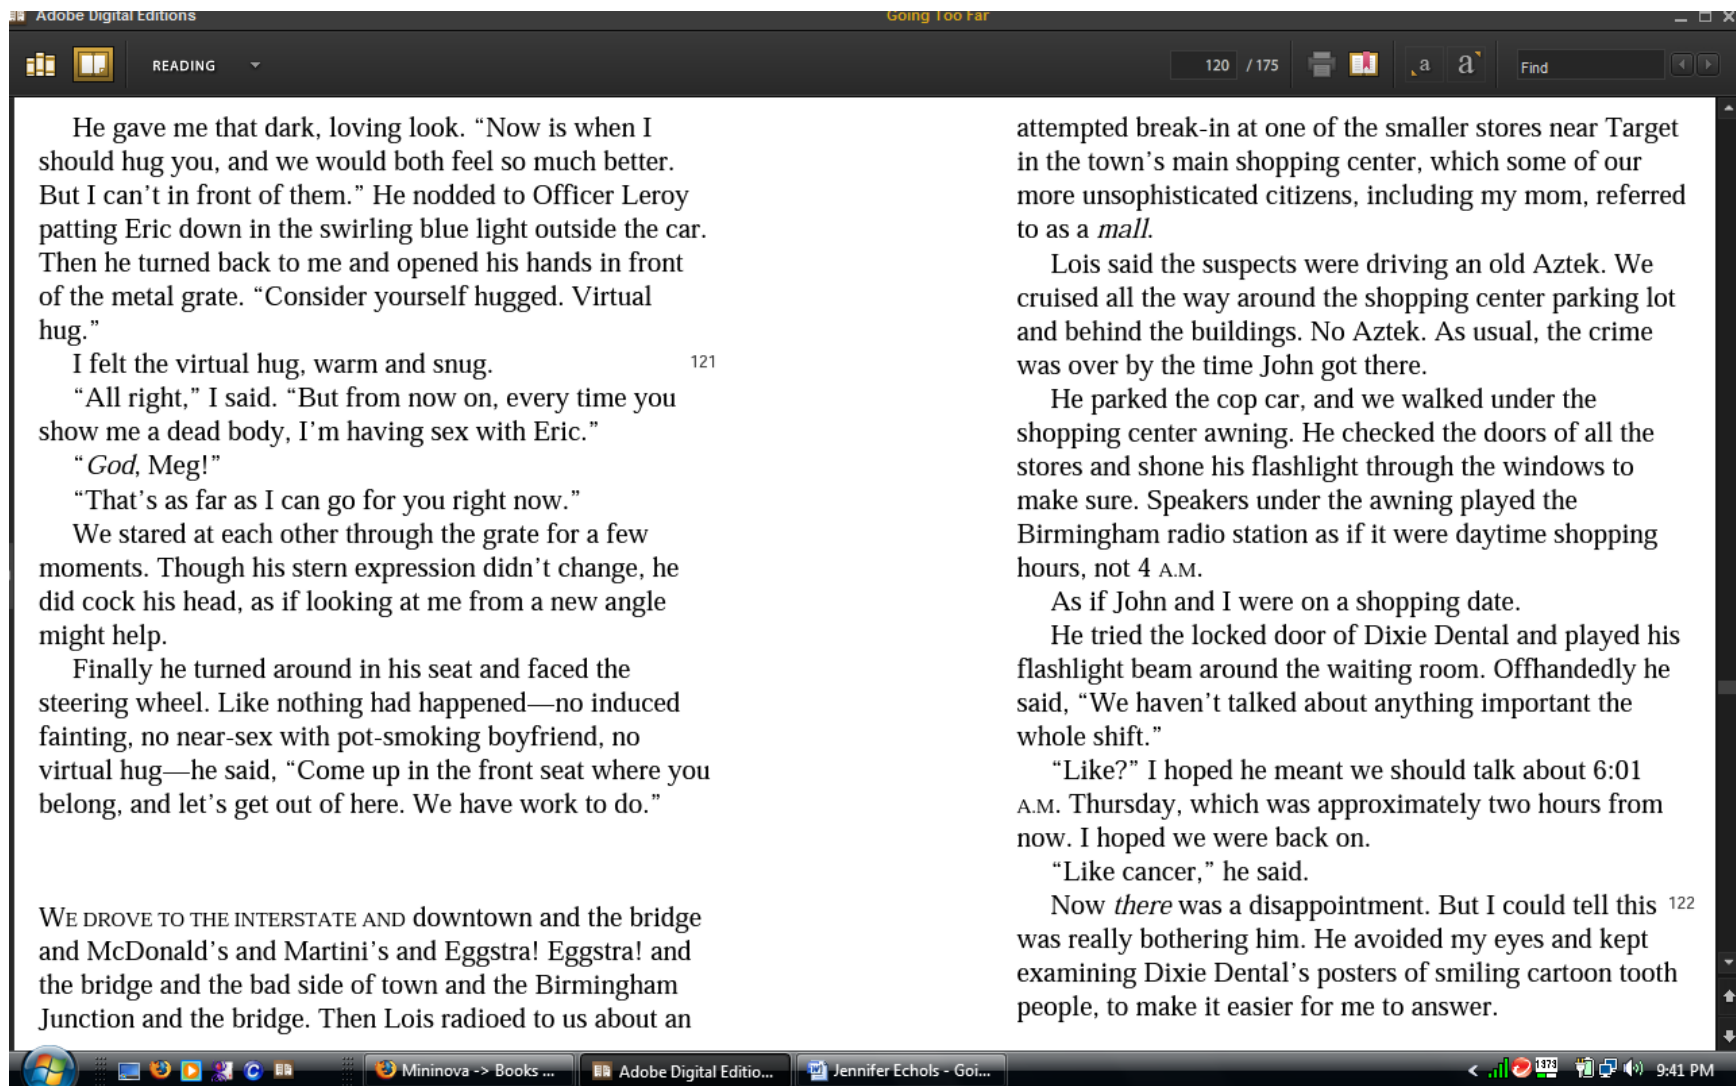 Adobe Digital Editions
Going Too Far
READING
120 / 175
a
a
Find
He gave me that dark, loving look. “Now is when I
should hug you, and we would both feel so much better.
But I can’t in front of them.” He nodded to Officer Leroy
patting Eric down in the swirling blue light outside the car.
Then he turned back to me and opened his hands in front
of the metal grate. “Consider yourself hugged. Virtual
hug.”
I felt the virtual hug, warm and snug. 121
“All right,” I said. “But from now on, every time you
show me a dead body, I’m having sex with Eric.”
“God, Meg!”
“That’s as far as I can go for you right now.”
We stared at each other through the grate for a few
moments. Though his stern expression didn’t change, he
did cock his head, as if looking at me from a new angle
might help.
Finally he turned around in his seat and faced the
steering wheel. Like nothing had happened—no induced
fainting, no near-sex with pot-smoking boyfriend, no
virtual hug—he said, “Come up in the front seat where you
belong, and let’s get out of here. We have work to do.”
WE DROVE TO THE INTERSTATE AND downtown and the bridge
and McDonald’s and Martini’s and Eggstra! Eggstra! and
the bridge and the bad side of town and the Birmingham
Junction and the bridge. Then Lois radioed to us about an
attempted break-in at one of the smaller stores near Target
in the town’s main shopping center, which some of our
more unsophisticated citizens, including my mom, referred
to as a mall.
Lois said the suspects were driving an old Aztek. We
cruised all the way around the shopping center parking lot
and behind the buildings. No Aztek. As usual, the crime
was over by the time John got there.
He parked the cop car, and we walked under the
shopping center awning. He checked the doors of all the
stores and shone his flashlight through the windows to
make sure. Speakers under the awning played the
Birmingham radio station as if it were daytime shopping
hours, not 4 A.M.
As if John and I were on a shopping date.
He tried the locked door of Dixie Dental and played his
flashlight beam around the waiting room. Offhandedly he
said, “We haven’t talked about anything important the
whole shift.”
“Like?” I hoped he meant we should talk about 6:01
A.M. Thursday, which was approximately two hours from
now. I hoped we were back on.
“Like cancer,” he said.
Now there was a disappointment. But I could tell this 122
was really bothering him. He avoided my eyes and kept
examining Dixie Dental’s posters of smiling cartoon tooth
people, to make it easier for me to answer.
Mininova -> Books ...
Adobe Digital Editio...
Jennifer Echols - Goi...
9:41 PM